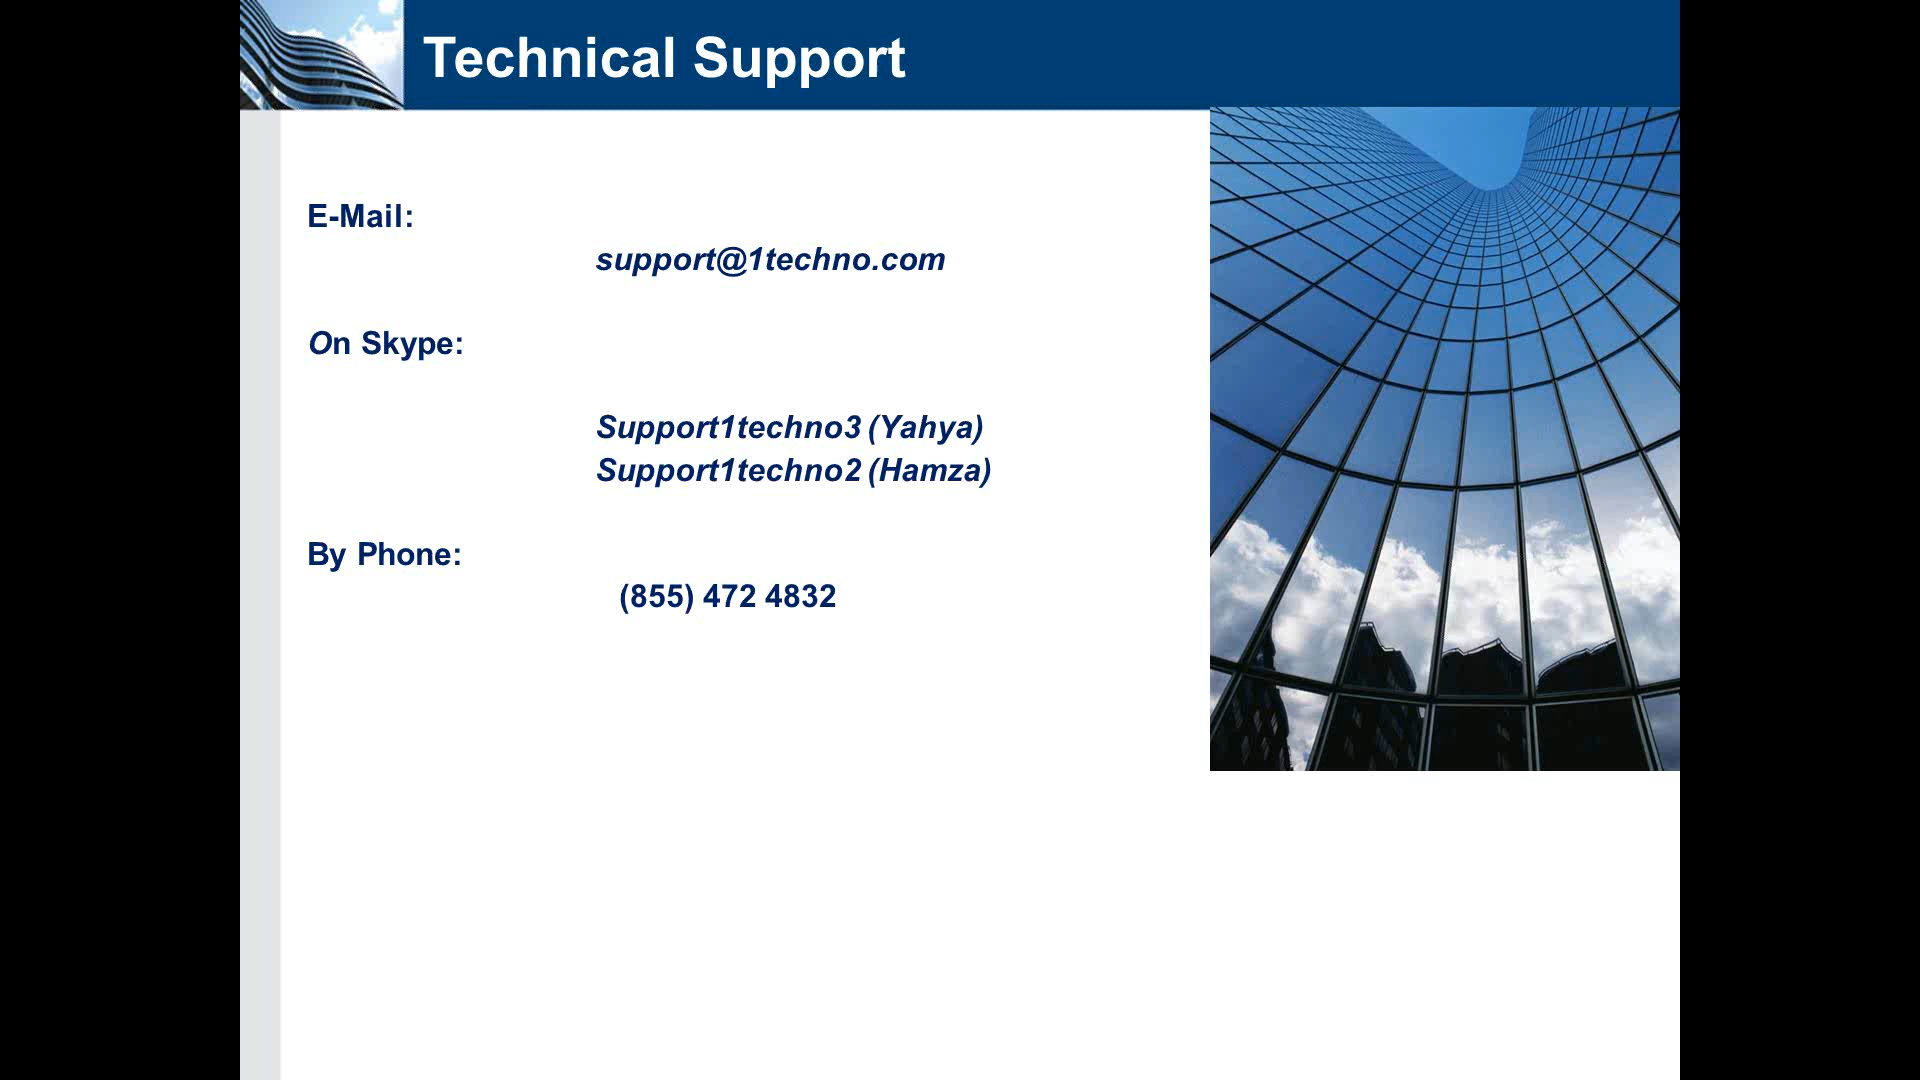 Technical Support
E-Mail:
support@1techno.com
On Skype:
Support1techno3 (Yahya)
Support1techno2 (Hamza)
By Phone:
(855) 472 4832